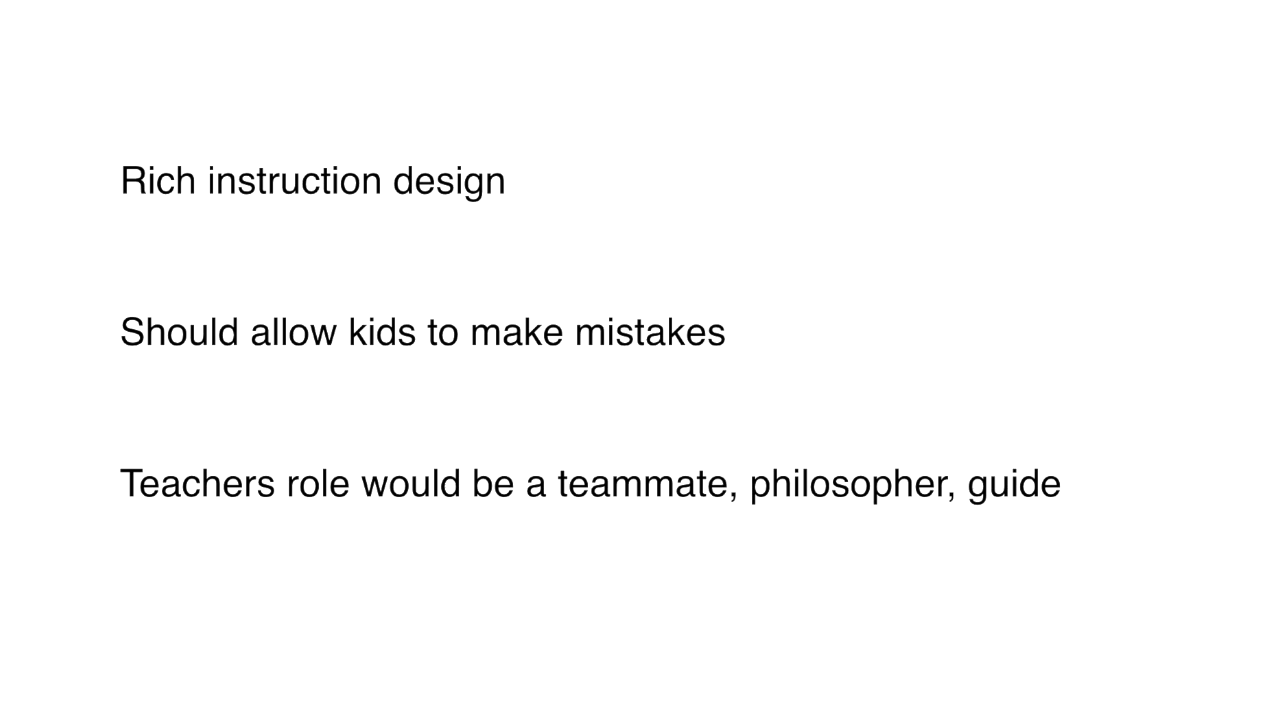 Rich instruction design
Should allow kids to make mistakes
Teachers role would be a teammate, philosopher, guide